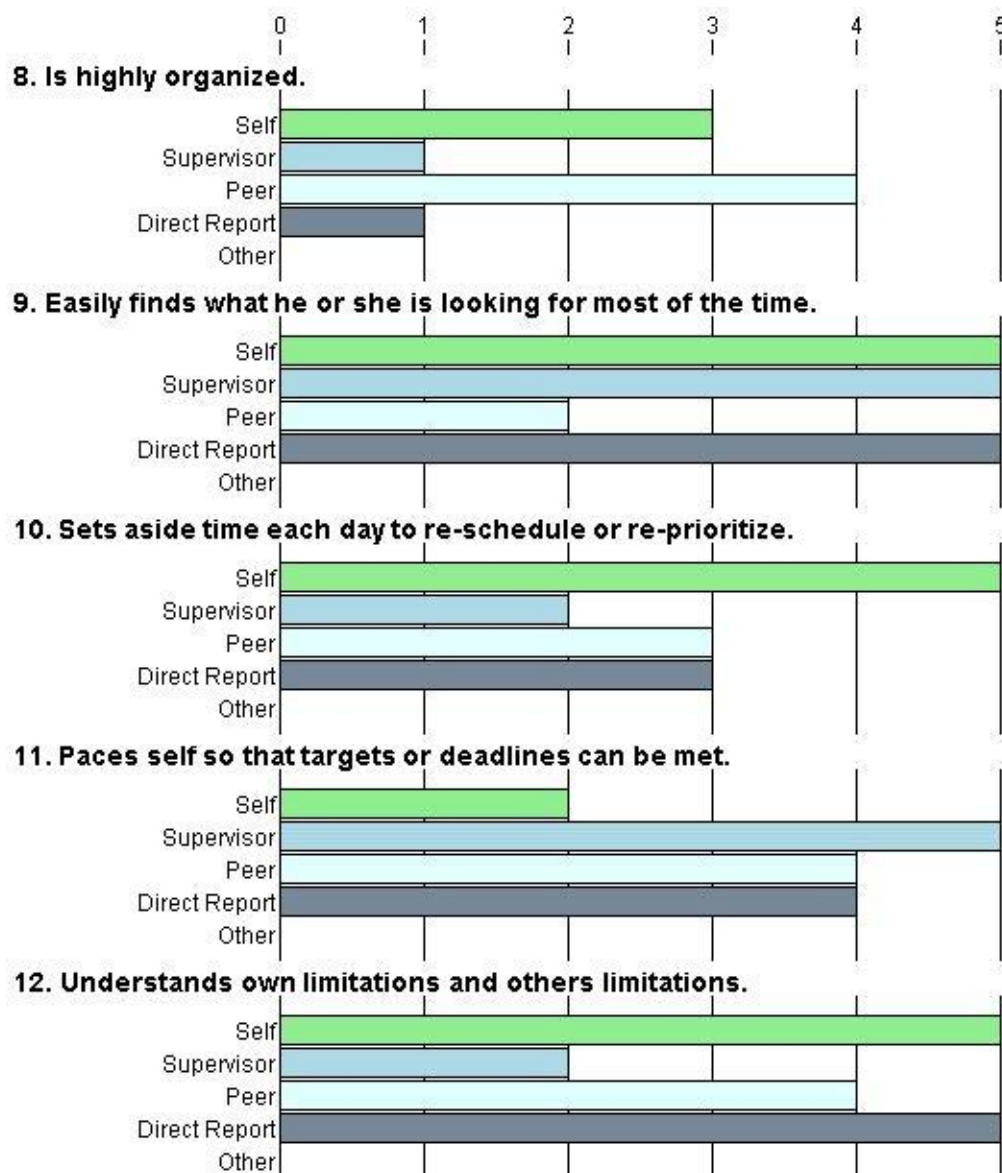 0 1 2 3 4 5
8. Is highly organized.
Self
Supervisor
Peer
Direct Report
Other
9. Easily finds what he or she is looking for most of the time.
Self
Supervisor
Peer
Direct Report
Other
10. Sets aside time each day to re-schedule or re-prioritize.
Self
Supervisor
Peer
Direct Report
Other
11. Paces self so that targets or deadlines can be met.
Self
Supervisor
Peer
Direct Report
Other
12. Understands own limitations and others limitations.
Self
Supervisor
Peer
Direct Report
Other